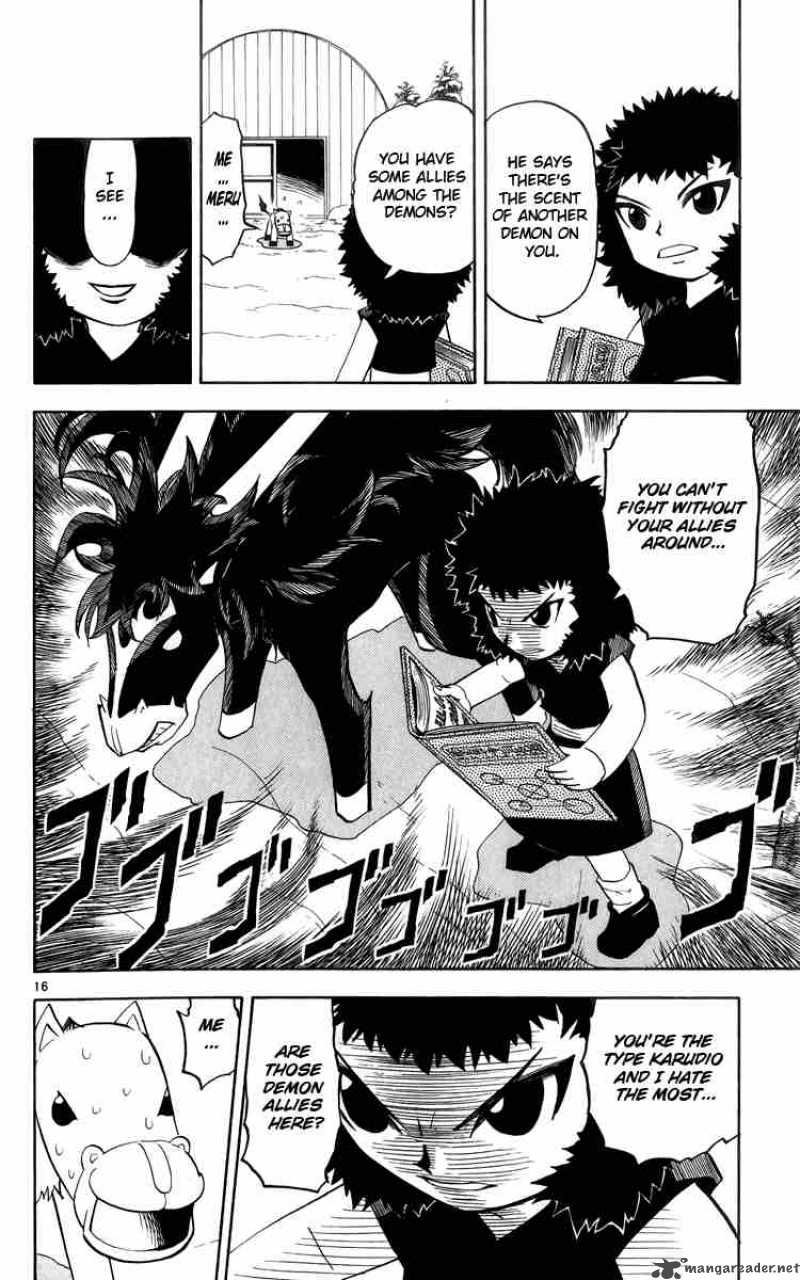 HE SAYS
THERE'S
THE SCENT
OF ANOTHER
DEMON ON
YOU.
YOU HAVE
SOME ALLIES
AMONG THE
DEMONS?
ME
...
MERU
...
I
SEE
...
YOU CAN'T
FIGHT WITHOUT
YOUR ALLIES
AROUND...
ゴゴゴゴゴゴゴゴ
16
YOU'RE THE
TYPE KARUDIO
AND I HATE
THE MOST...
ARE
THOSE
DEMON
ALLIES
HERE?
ME
...
mangareader.net